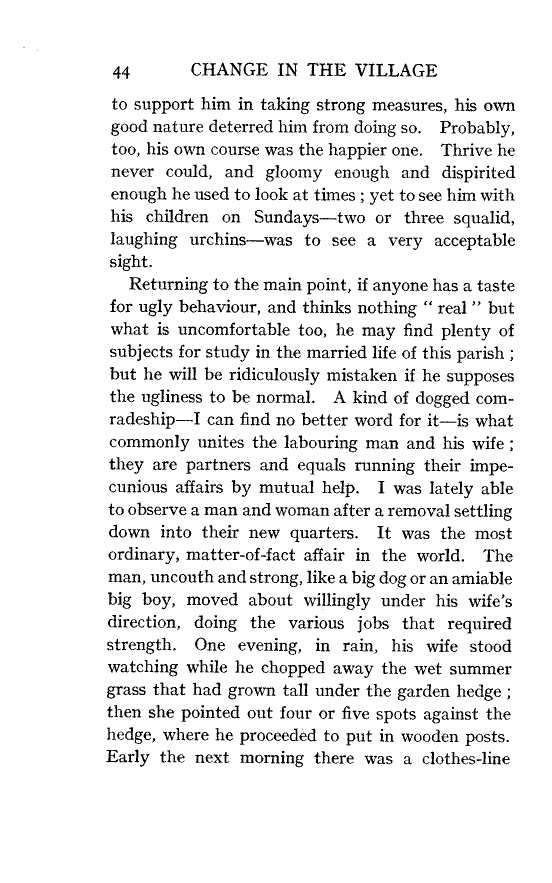 44 CHANGE IN THE VILLAGE
to support him in taking strong measures, his own
good nature deterred him from doing so. Probably,
too, his own course was the happier one. Thrive he
never could, and gloomy enough and dispirited
enough he used to look at times ; yet to see him with
his children on Sundays—two or three squalid,
laughing urchins—was to see a very acceptable
sight.
Returning to the main point, if anyone has a taste
for ugly behaviour, and thinks nothing " real " but
what is uncomfortable too, he may find plenty of
subjects for study in the married life of this parish ;
but he will be ridiculously mistaken if he supposes
the ugliness to be normal. A kind of dogged com-
radeship—I can find no better word for it—is what
commonly unites the labouring man and his wife ;
they are partners and equals running their impe-
cunious affairs by mutual help. I was lately able
to observe a man and woman after a removal settling
down into their new quarters. It was the most
ordinary, matter-of-fact affair in the world. The
man, uncouth and strong, like a big dog or an amiable
big boy, moved about willingly under his wife's
direction, doing the various jobs that required
strength. One evening, in rain, his wife stood
watching while he chopped away the wet summer
grass that had grown tall under the garden hedge ;
then she pointed out four or five spots against the
hedge, where he proceeded to put in wooden posts.
Early the next morning there was a clothes-line